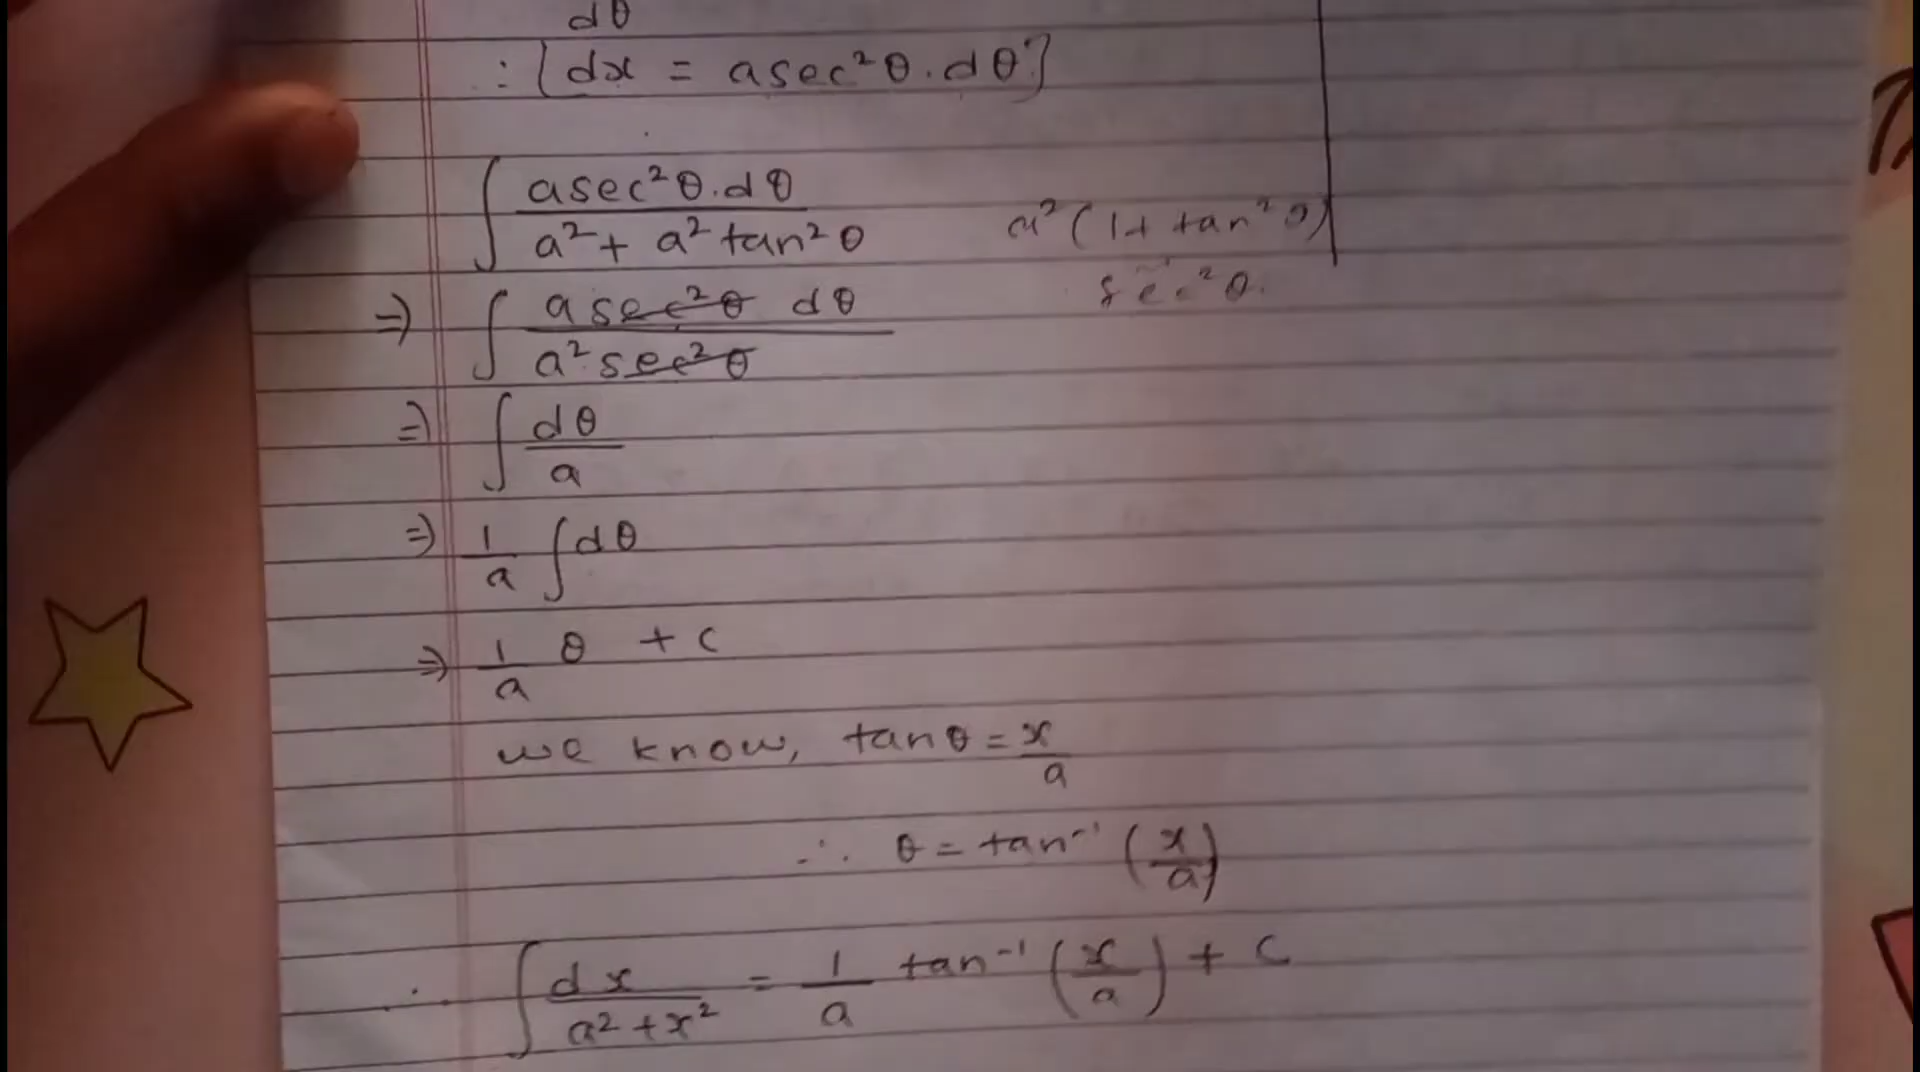 dθ
∴ [dx = a sec²θ.dθ]
∫ a sec²θ.dθ / a² + a² tan²θ
a² (1 + tan²θ)
sec²θ.
⇒ ∫ a sec²θ dθ / a² sec²θ
⇒ ∫ dθ / a
⇒ 1/a ∫ dθ
⇒ 1/a θ + c
we know, tanθ = x/a
∴ θ = tan⁻¹ (x/a)
∴ ∫ dx / a² + x² = 1/a tan⁻¹ (x/a) + c